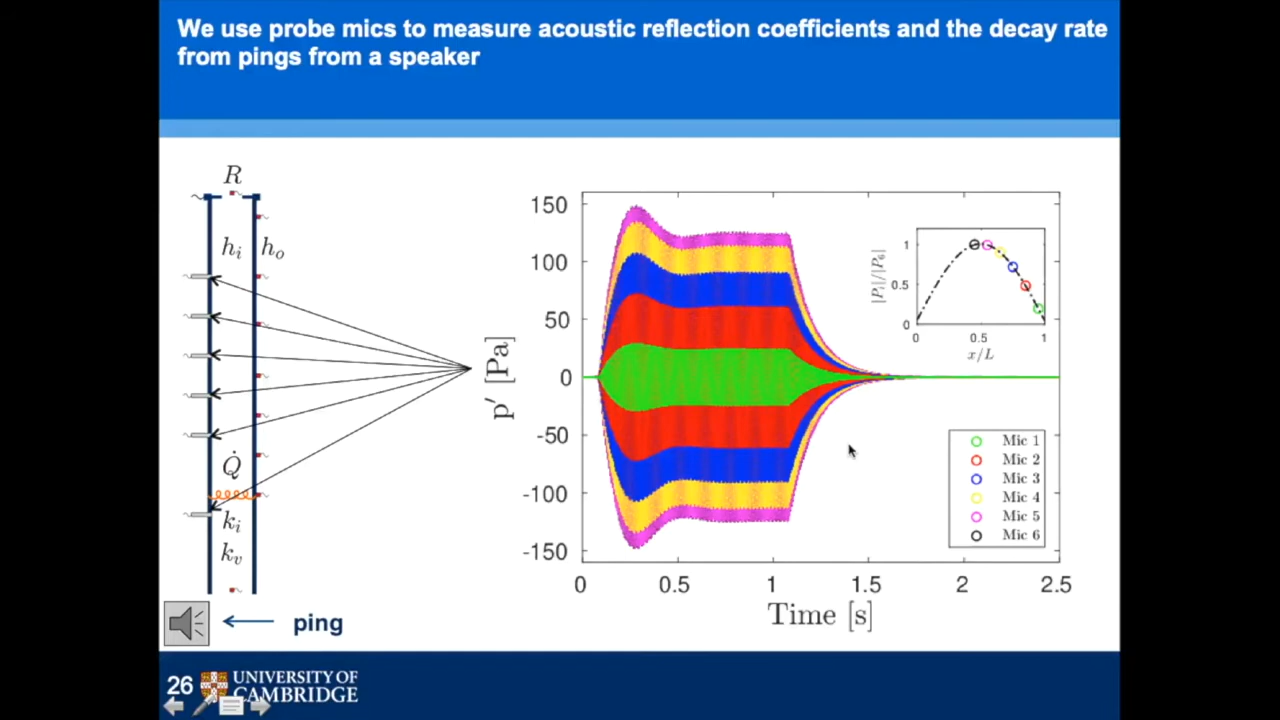 We use probe mics to measure acoustic reflection coefficients and the decay rate
from pings from a speaker
R
h_i h_o
Q̇
k_i
k_v
ping
p′ [Pa]
150
100
50
0
-50
-100
-150
0 0.5 1 1.5 2 2.5
Time [s]
|P_i|/|P_6|
1
0.5
0
0 0.5 1
x/L
Mic 1
Mic 2
Mic 3
Mic 4
Mic 5
Mic 6
26
UNIVERSITY OF
CAMBRIDGE